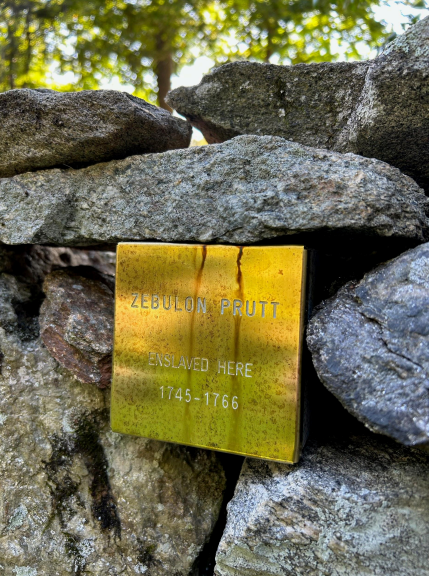 ZEBULON PRUTT
ENSLAVED HERE
1745-1766